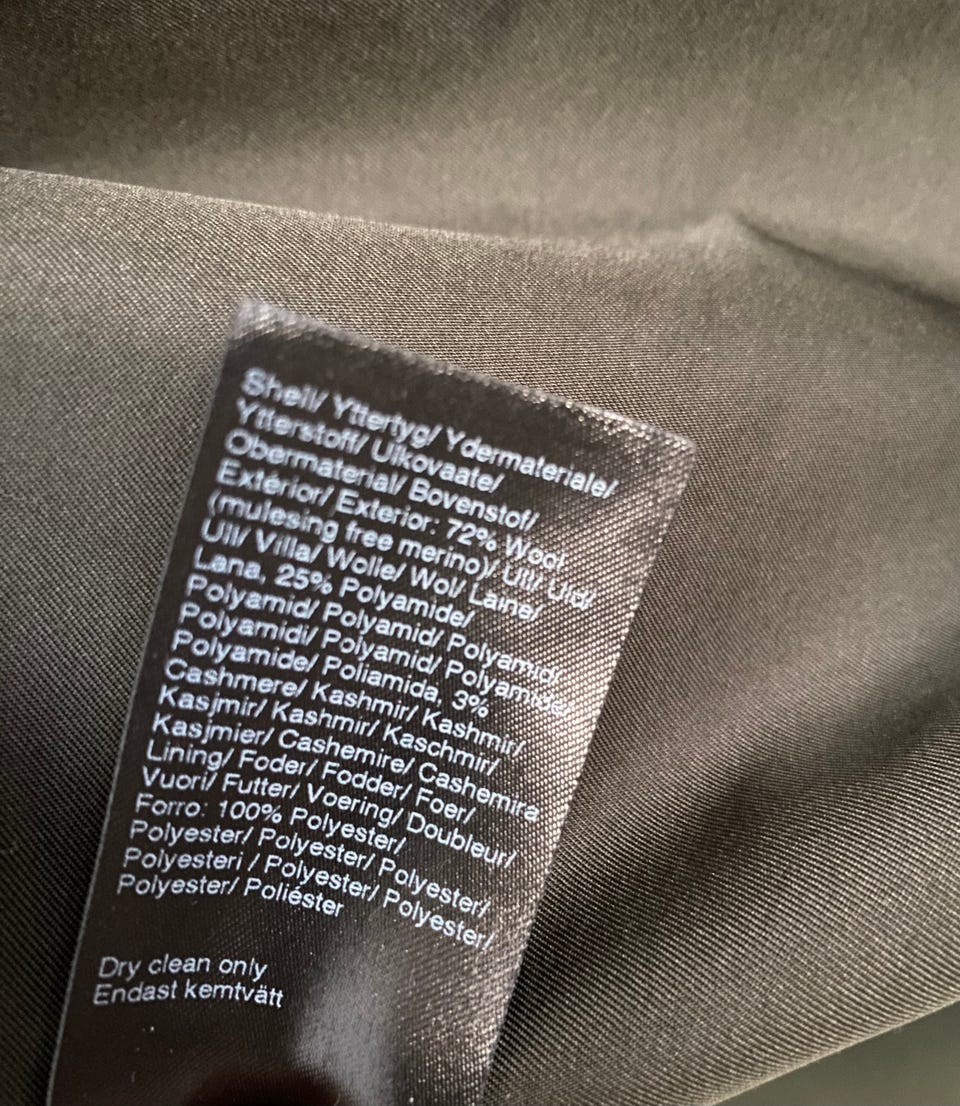 Shell/ Yttertyg/ Ydermateriale/
Ytterstoff/ Ulkovaate/
Obermaterial/ Bovenstof/
Extérior/ Exterior: 72% Wool
(mulesing free merino)/ Ull/ Uld/
Ull/ Villa/ Wolle/ Wol/ Laine/
Lana, 25% Polyamide/
Polyamid/ Polyamid/ Polyamid/
Polyamidi/ Polyamid/ Polyamide/
Polyamide/ Poliamida, 3%
Cashmere/ Kashmir/ Kashmir/
Kasjmir/ Kashmir/ Kaschmir/
Kasjmier/ Cashemire/ Cashemira
Lining/ Foder/ Fodder/ Foer/
Vuori/ Futter/ Voering/ Doubleur/
Forro: 100% Polyester/
Polyester/ Polyester/ Polyester/
Polyesteri / Polyester/ Polyester/
Polyester/ Poliéster
Dry clean only
Endast kemtvätt